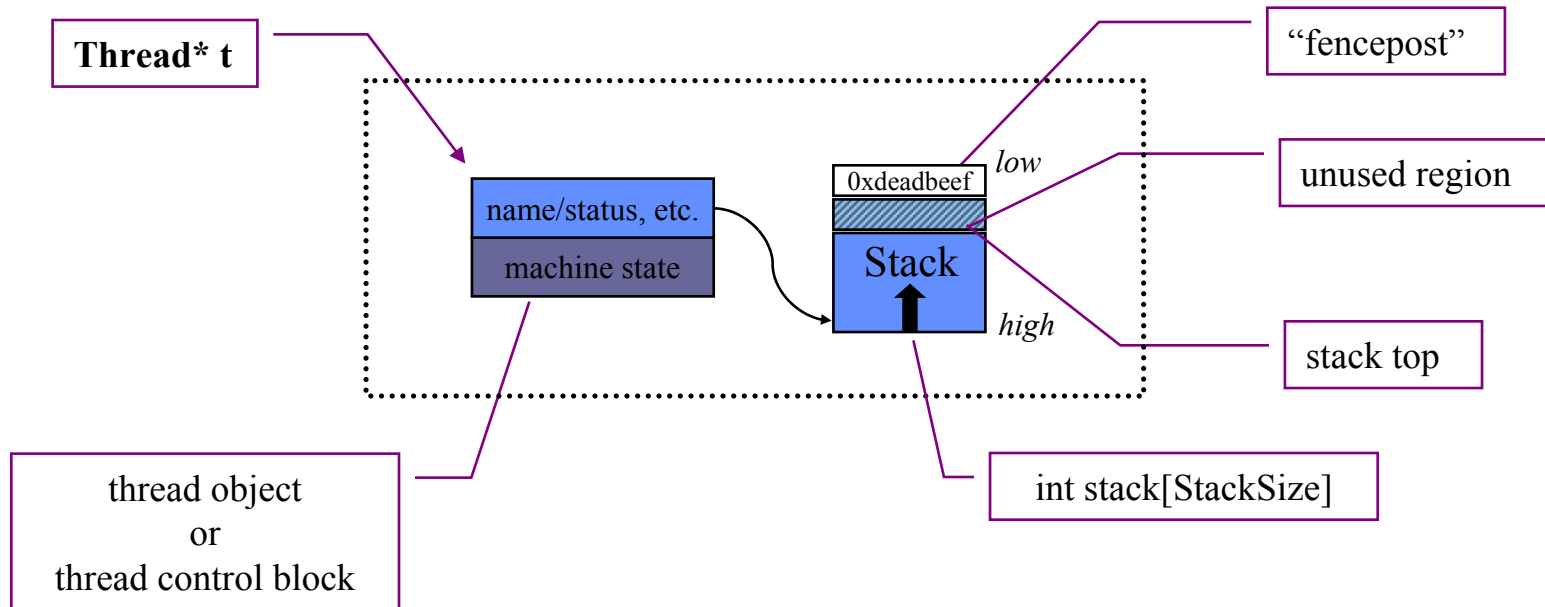 Thread* t
“fencepost”
low
0xdeadbeef
unused region
name/status, etc.
machine state
Stack
high
stack top
thread object
or
thread control block
int stack[StackSize]